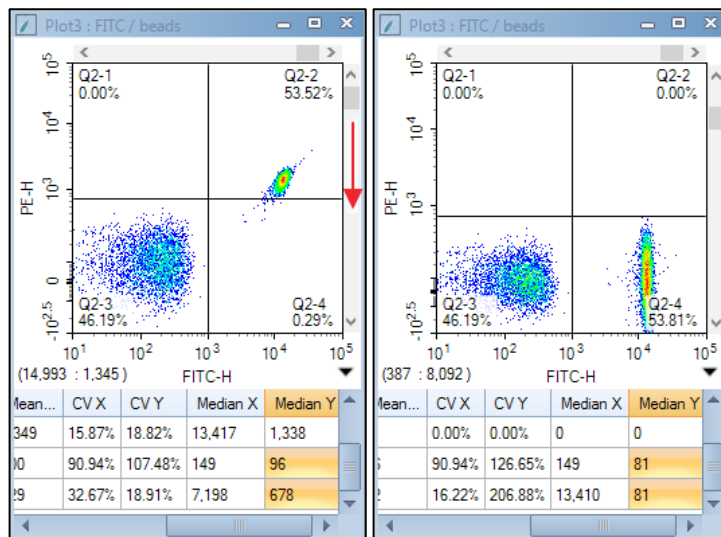 Plot3 : FITC / beads
Q2-1
0.00%
Q2-2
53.52%
10^5
10^4
10^3
0
-10^2.5
PE-H
Q2-3
46.19%
Q2-4
0.29%
10^1 10^2 10^3 10^4 10^5
(14,993 : 1,345 )
FITC-H
Mean... CV X CV Y Median X Median Y
349 15.87% 18.82% 13,417 1,338
00 90.94% 107.48% 149 96
29 32.67% 18.91% 7,198 678
Plot3 : FITC / beads
Q2-1
0.00%
Q2-2
0.00%
10^5
10^4
10^3
0
-10^2.5
PE-H
Q2-3
46.19%
Q2-4
53.81%
10^1 10^2 10^3 10^4 10^5
(387 : 8,092 )
FITC-H
Mean... CV X CV Y Median X Median Y
0.00% 0.00% 0 0
90.94% 126.65% 149 81
16.22% 206.88% 13,410 81